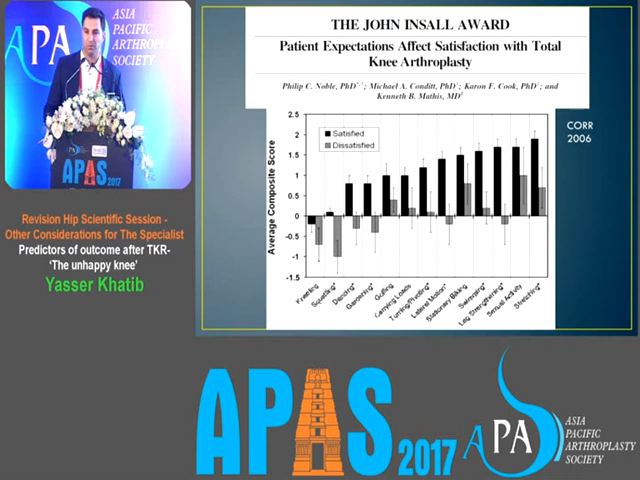 ASIA
PACIFIC
ARTHROPLASTY
SOCIETY
APA
APAS
2017
Revision Hip Scientific Session -
Other Considerations for The Specialist
Predictors of outcome after TKR-
‘The unhappy knee’
Yasser Khatib
THE JOHN INSALL AWARD
Patient Expectations Affect Satisfaction with Total
Knee Arthroplasty
Philip C. Noble, PhD*,†; Michael A. Conditt, PhD†; Karon F. Cook, PhD‡; and
Kenneth B. Mathis, MD†
CORR
2006
Average Composite Score
2.5
2
1.5
1
0.5
0
-0.5
-1
-1.5
Satisfied
Dissatisfied
Kneeling
Squatting*
Dancing*
Gardening*
Golfing
Carrying Loads
Turning/Pivoting*
Lateral Motion*
Stationary Biking
Swimming*
Leg Strengthening*
Sexual Activity
Stretching*
APAS 2017
APA
ASIA
PACIFIC
ARTHROPLASTY
SOCIETY